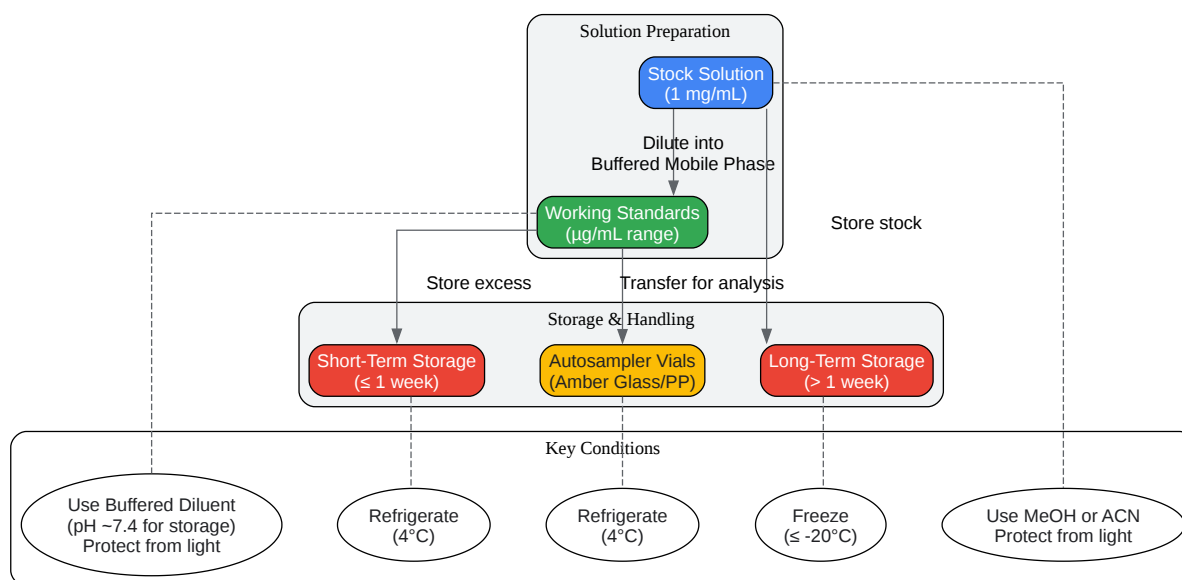 Solution Preparation
Stock Solution
(1 mg/mL)
Dilute into
Buffered Mobile Phase
Working Standards
(µg/mL range)
Store stock
Store excess
Transfer for analysis
Storage & Handling
Short-Term Storage
(≤ 1 week)
Autosampler Vials
(Amber Glass/PP)
Long-Term Storage
(> 1 week)
Key Conditions
Use Buffered Diluent
(pH ~7.4 for storage)
Protect from light
Refrigerate
(4°C)
Refrigerate
(4°C)
Freeze
(≤ -20°C)
Use MeOH or ACN
Protect from light